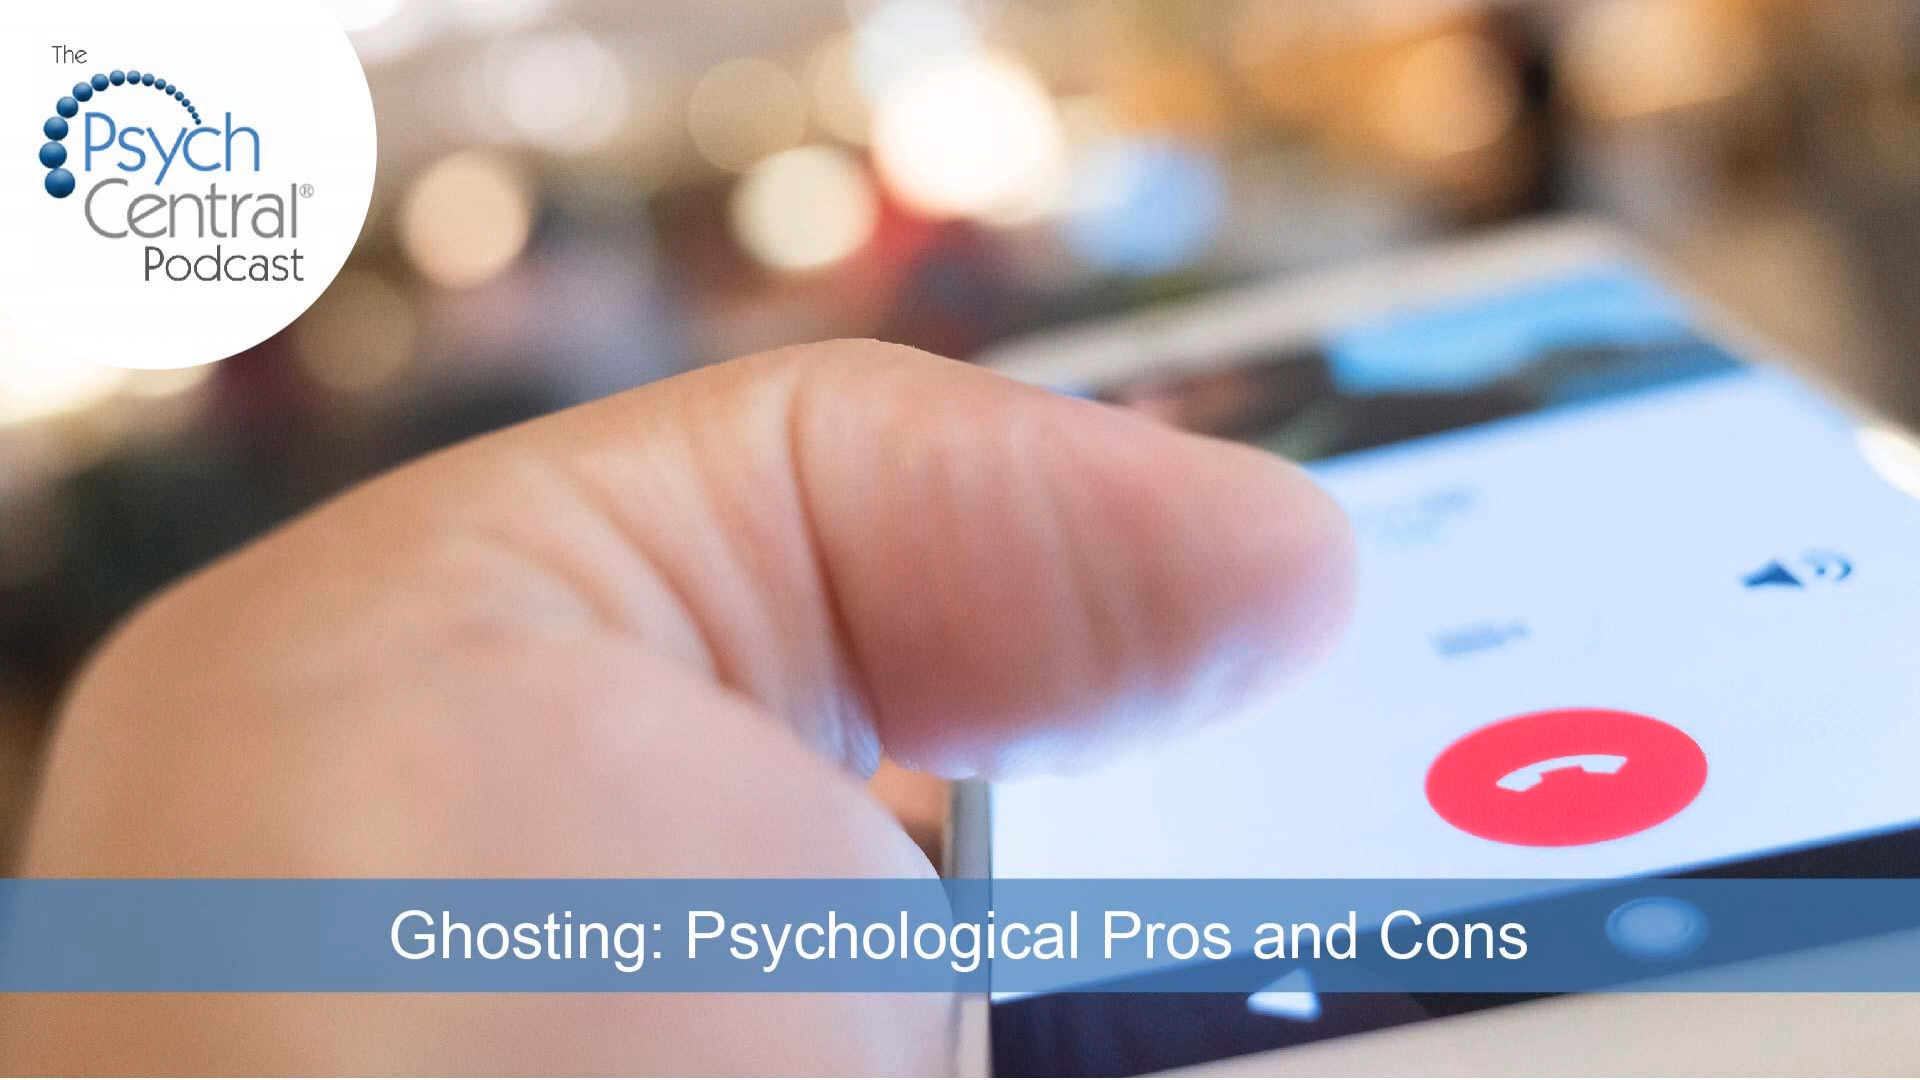 The
Psych
Central®
Podcast
Ghosting: Psychological Pros and Cons